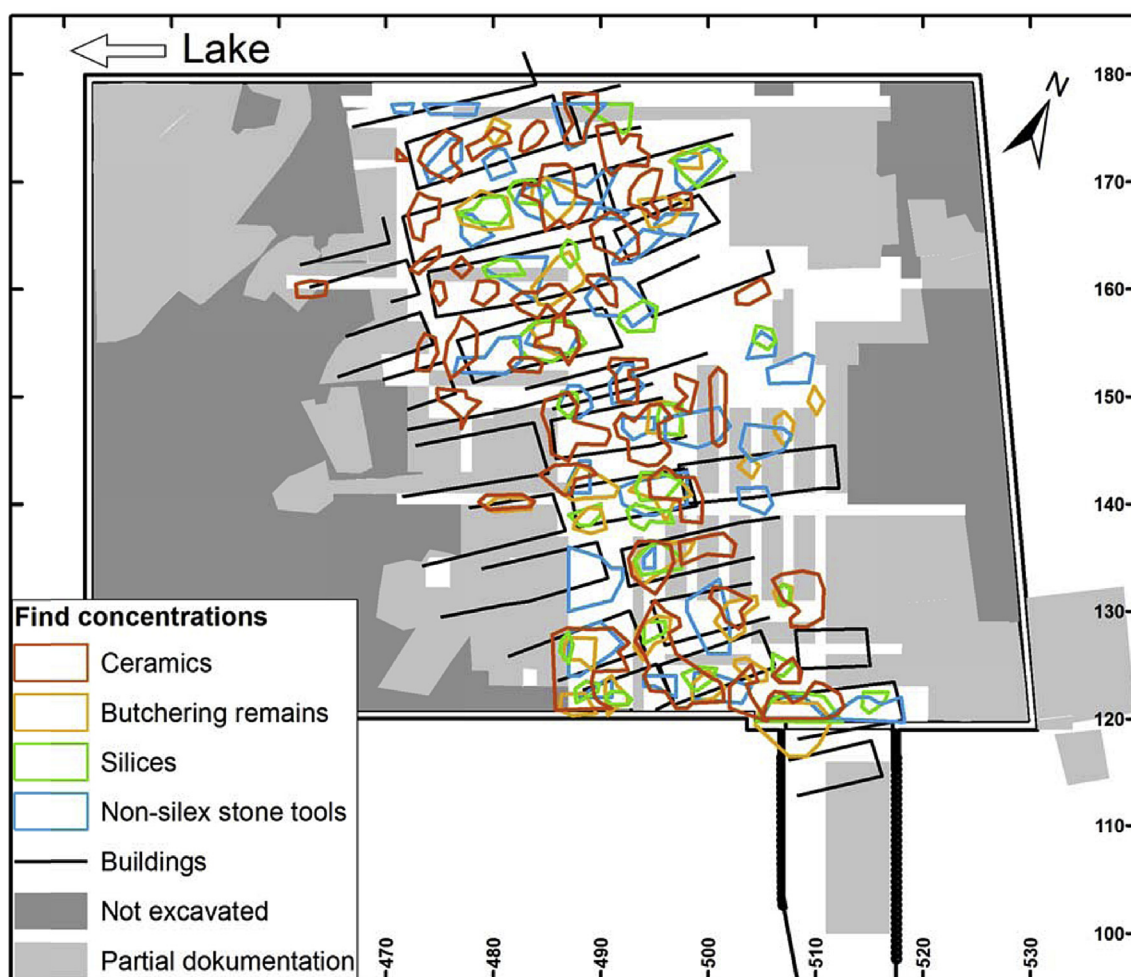 Lake
N
180
170
160
150
140
130
120
110
100
Find concentrations
Ceramics
Butchering remains
Silices
Non-silex stone tools
Buildings
Not excavated
Partial dokumentation
-470
-480
-490
-500
-510
-520
-530